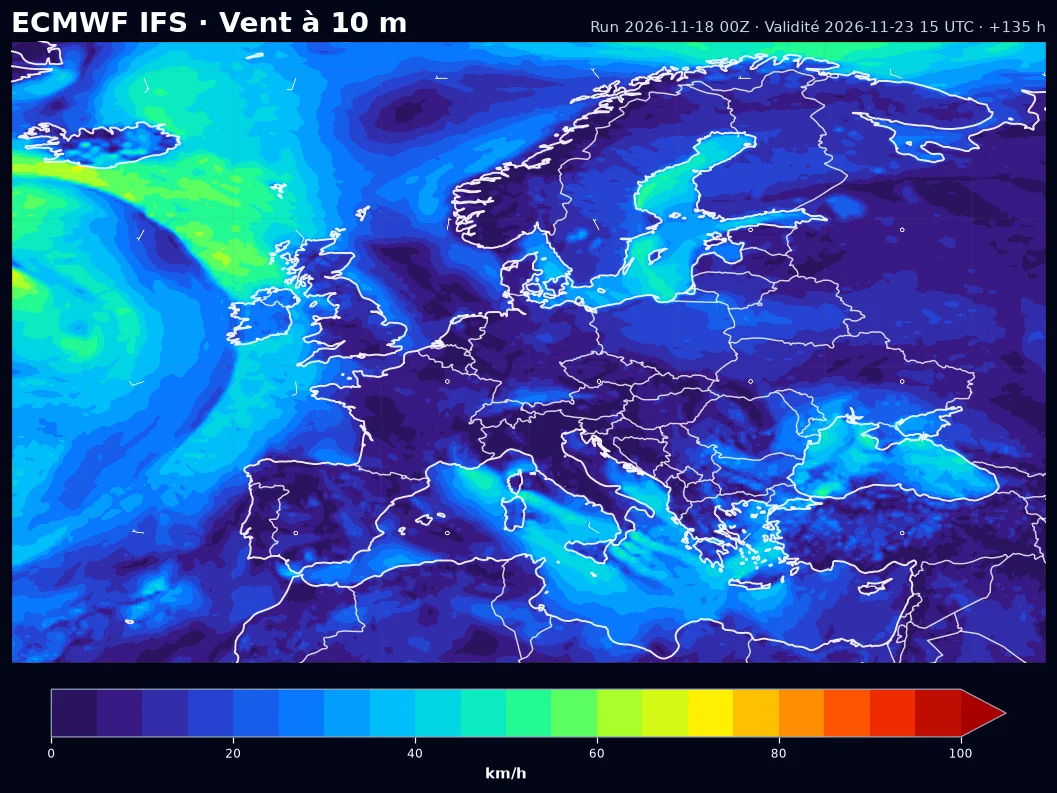 ECMWF IFS · Vent à 10 m
Run 2026-11-18 00Z · Validité 2026-11-23 15 UTC · +135 h
0 20 40 60 80 100
km/h